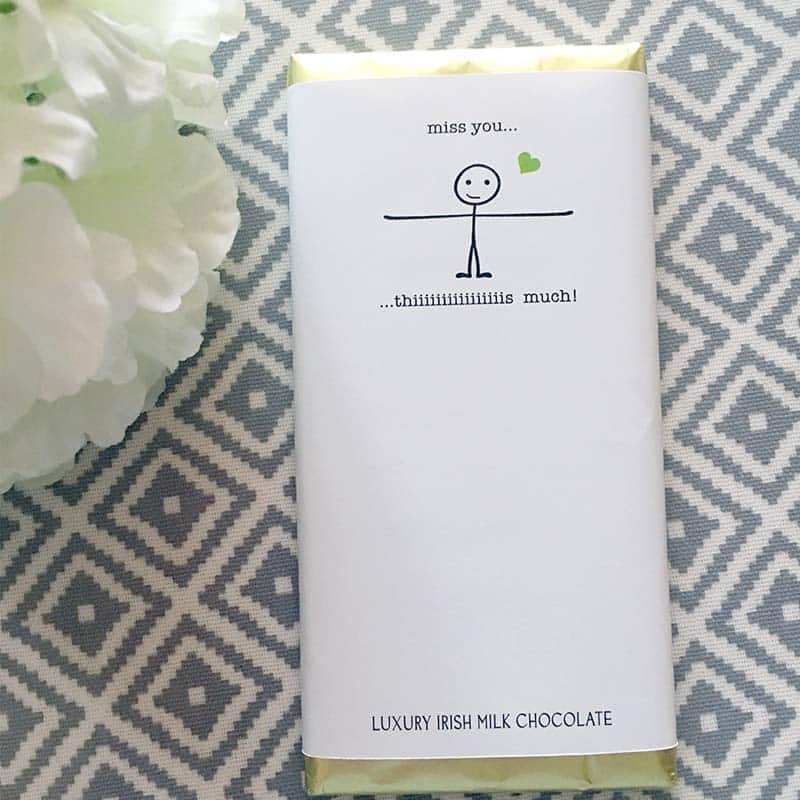 miss you...
...thiiiiiiiiiiiiiiis much!
LUXURY IRISH MILK CHOCOLATE